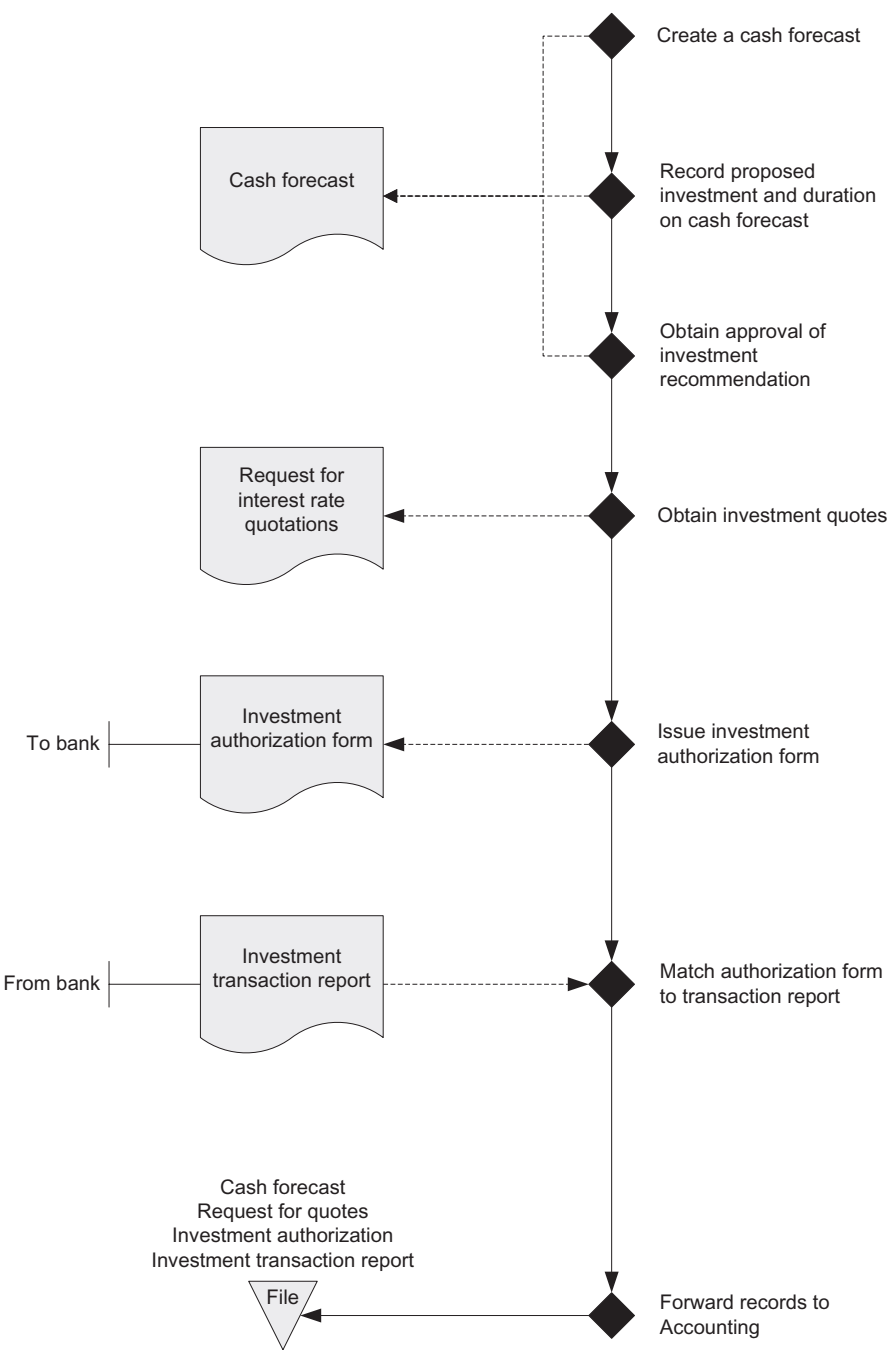 Create a cash forecast
Cash forecast
Record proposed
investment and duration
on cash forecast
Obtain approval of
investment
recommendation
Request for
interest rate
quotations
Obtain investment quotes
To bank
Investment
authorization form
Issue investment
authorization form
From bank
Investment
transaction report
Match authorization form
to transaction report
Cash forecast
Request for quotes
Investment authorization
Investment transaction report
File
Forward records to
Accounting